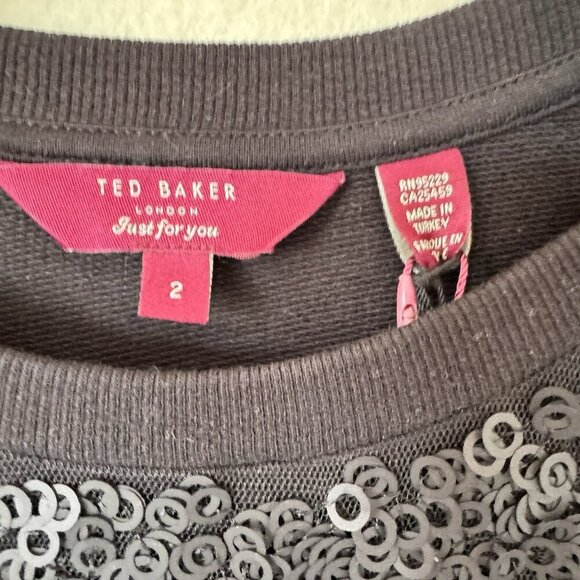 TED BAKER
LONDON
Just for you
2
RN95229
CA25459
MADE IN
TURKEY